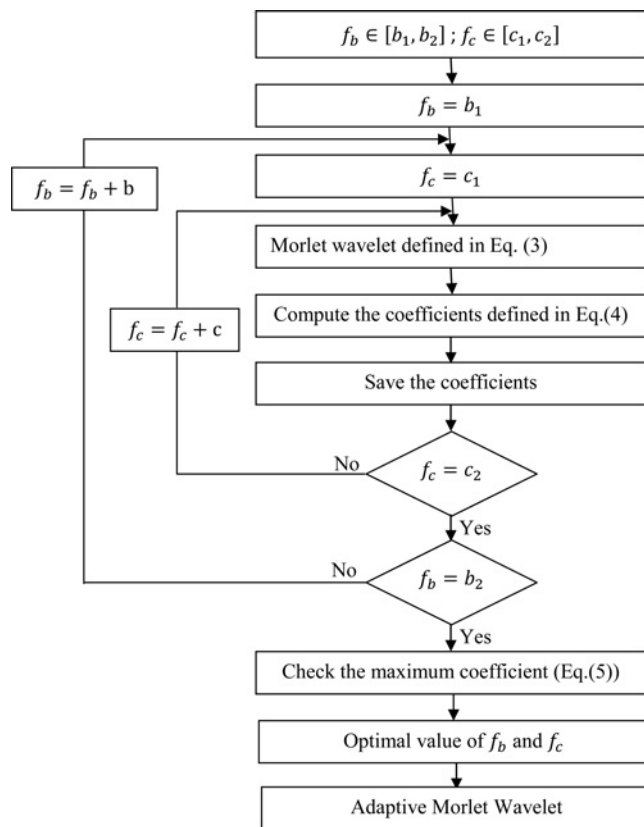 f_b ∈ [b_1, b_2] ; f_c ∈ [c_1, c_2]
f_b = b_1
f_b = f_b + b
f_c = c_1
Morlet wavelet defined in Eq. (3)
Compute the coefficients defined in Eq.(4)
f_c = f_c + c
Save the coefficients
No
f_c = c_2
Yes
No
f_b = b_2
Yes
Check the maximum coefficient (Eq.(5))
Optimal value of f_b and f_c
Adaptive Morlet Wavelet